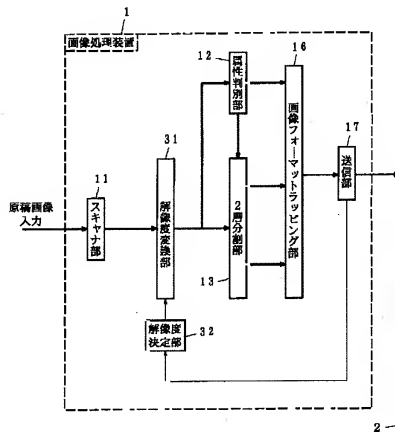 1
画像処理装置
12
属性判別部
16
画像フォーマットラッピング部
17
送信部
31
解像度変換部
11
スキャナ部
原稿画像
入力
2層分割部
13
解像度
決定部
32
2